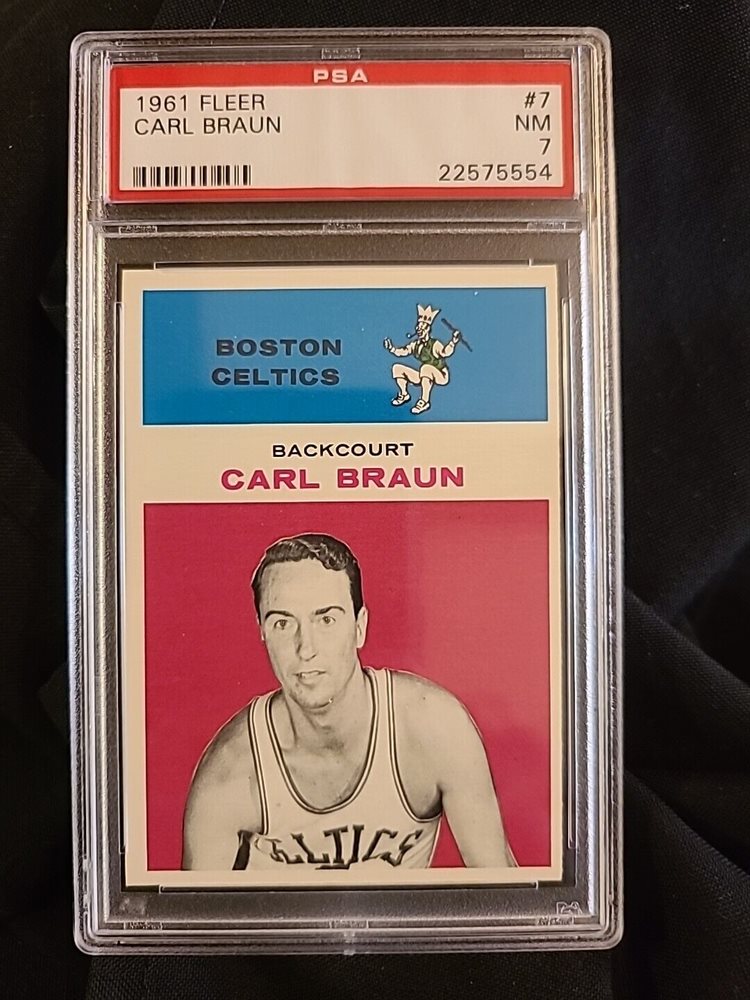 PSA
1961 FLEER #7
CARL BRAUN NM
7
22575554
BOSTON
CELTICS
BACKCOURT
CARL BRAUN
CELTICS